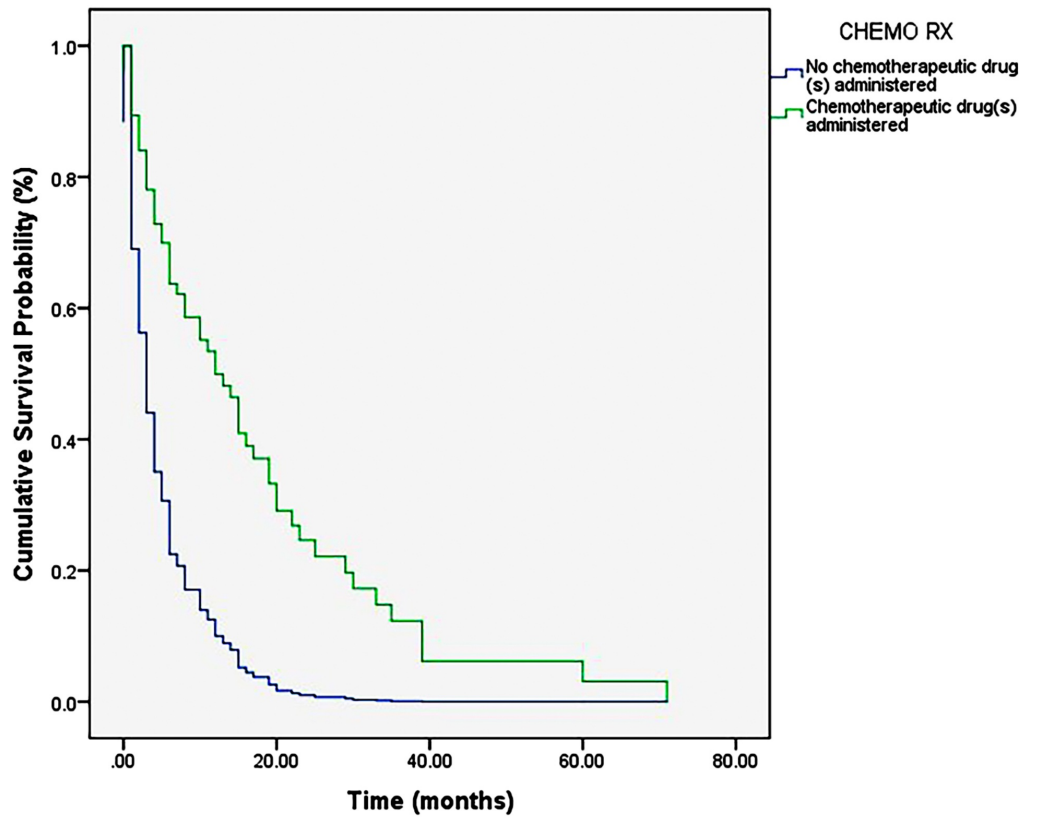 CHEMO RX
No chemotherapeutic drug
(s) administered
Chemotherapeutic drug(s)
administered
Cumulative Survival Probability (%)
1.0
0.8
0.6
0.4
0.2
0.0
.00
20.00
40.00
60.00
80.00
Time (months)